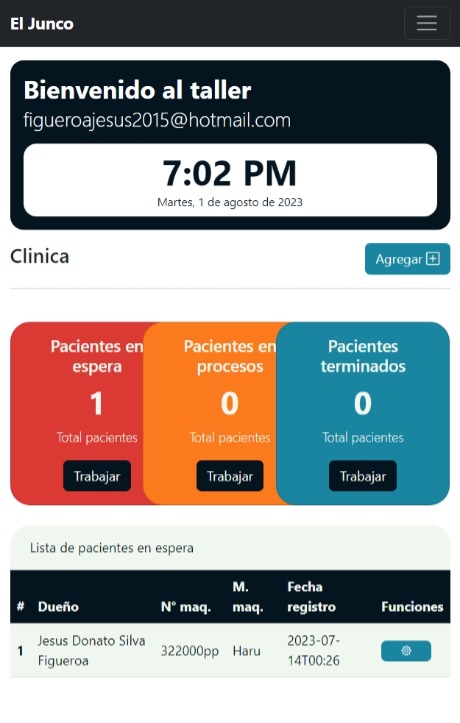 El Junco
Bienvenido al taller
figueroajesus2015@hotmail.com
7:02 PM
Martes, 1 de agosto de 2023
Clinica
Agregar
Pacientes en
espera
1
Total pacientes
Trabajar
Pacientes en
procesos
0
Total pacientes
Trabajar
Pacientes
terminados
0
Total pacientes
Trabajar
Lista de pacientes en espera
# Dueño N° maq. M. maq. Fecha registro Funciones
1 Jesus Donato Silva Figueroa 322000pp Haru 2023-07-14T00:26